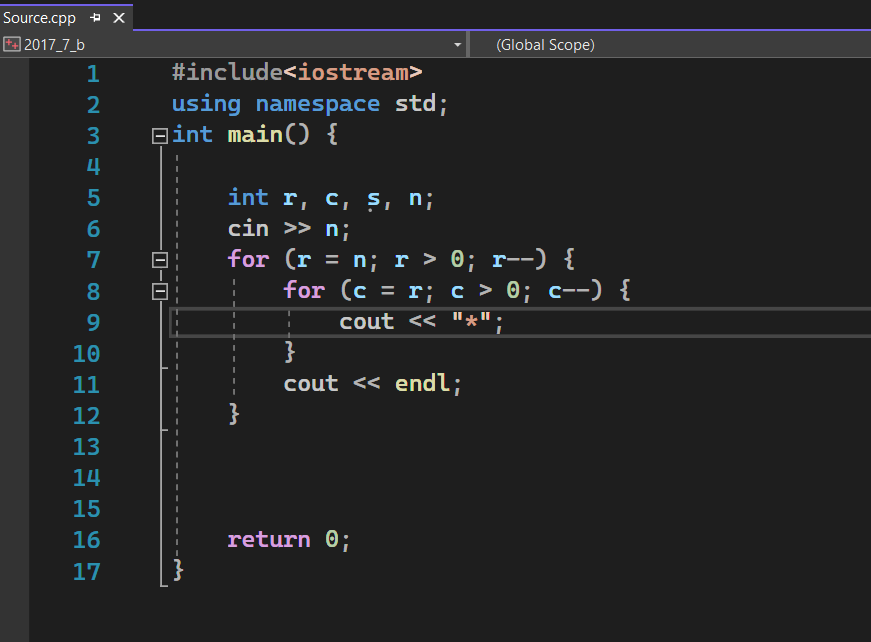 Source.cpp
2017_7_b (Global Scope)
1 #include<iostream>
2 using namespace std;
3 int main() {
4
5 int r, c, s, n;
6 cin >> n;
7 for (r = n; r > 0; r--) {
8 for (c = r; c > 0; c--) {
9 cout << "*";
10 }
11 cout << endl;
12 }
13
14
15
16 return 0;
17 }